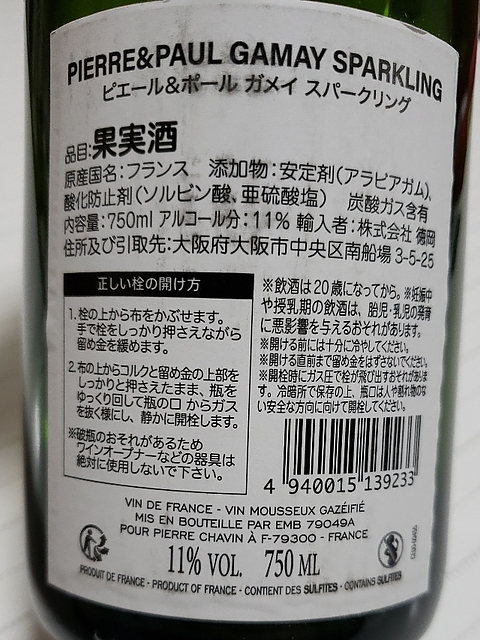 PIERRE&PAUL GAMAY SPARKLING
ピエール&ポール ガメイ スパークリング
品目:果実酒
原産国名:フランス 添加物:安定剤(アラビアガム)、
酸化防止剤(ソルビン酸、亜硫酸塩) 炭酸ガス含有
内容量:750ml アルコール分:11% 輸入者:株式会社 徳岡
住所及び引取先:大阪府大阪市中央区南船場 3-5-25
正しい栓の開け方
1. 栓の上から布をかぶせます。
手で栓をしっかり押さえながら
留め金を緩めます。
2. 布の上からコルクと留め金の上部を
しっかりと押さえたまま、瓶を
ゆっくり回して瓶の口 からガス
を抜く様にし、静かに開栓します。
※破瓶のおそれがあるため
ワインオープナーなどの器具は
絶対に使用しないで下さい。
※飲酒は20歳になってから。※妊娠中
や授乳期の飲酒は、胎児・乳児の発育
に悪影響を与えるおそれがあります。
※開ける前には十分に冷やしてください。
※開ける直前まで留め金をはずさないでください。
※開栓時にガス圧で栓が飛び出すおそれがありま
す。冷暗所で保存の上、瓶口は人や割れ物のな
い安全な方向に向けて開栓してください。
4 940015 139233
VIN DE FRANCE - VIN MOUSSEUX GAZÉIFIÉ
MIS EN BOUTEILLE PAR EMB 79049A
POUR PIERRE CHAVIN À F-79300 - FRANCE
11% VOL. 750 ML
PRODUIT DE FRANCE - PRODUCT OF FRANCE - CONTIENT DES SULFITES - CONTAINS SULFITES